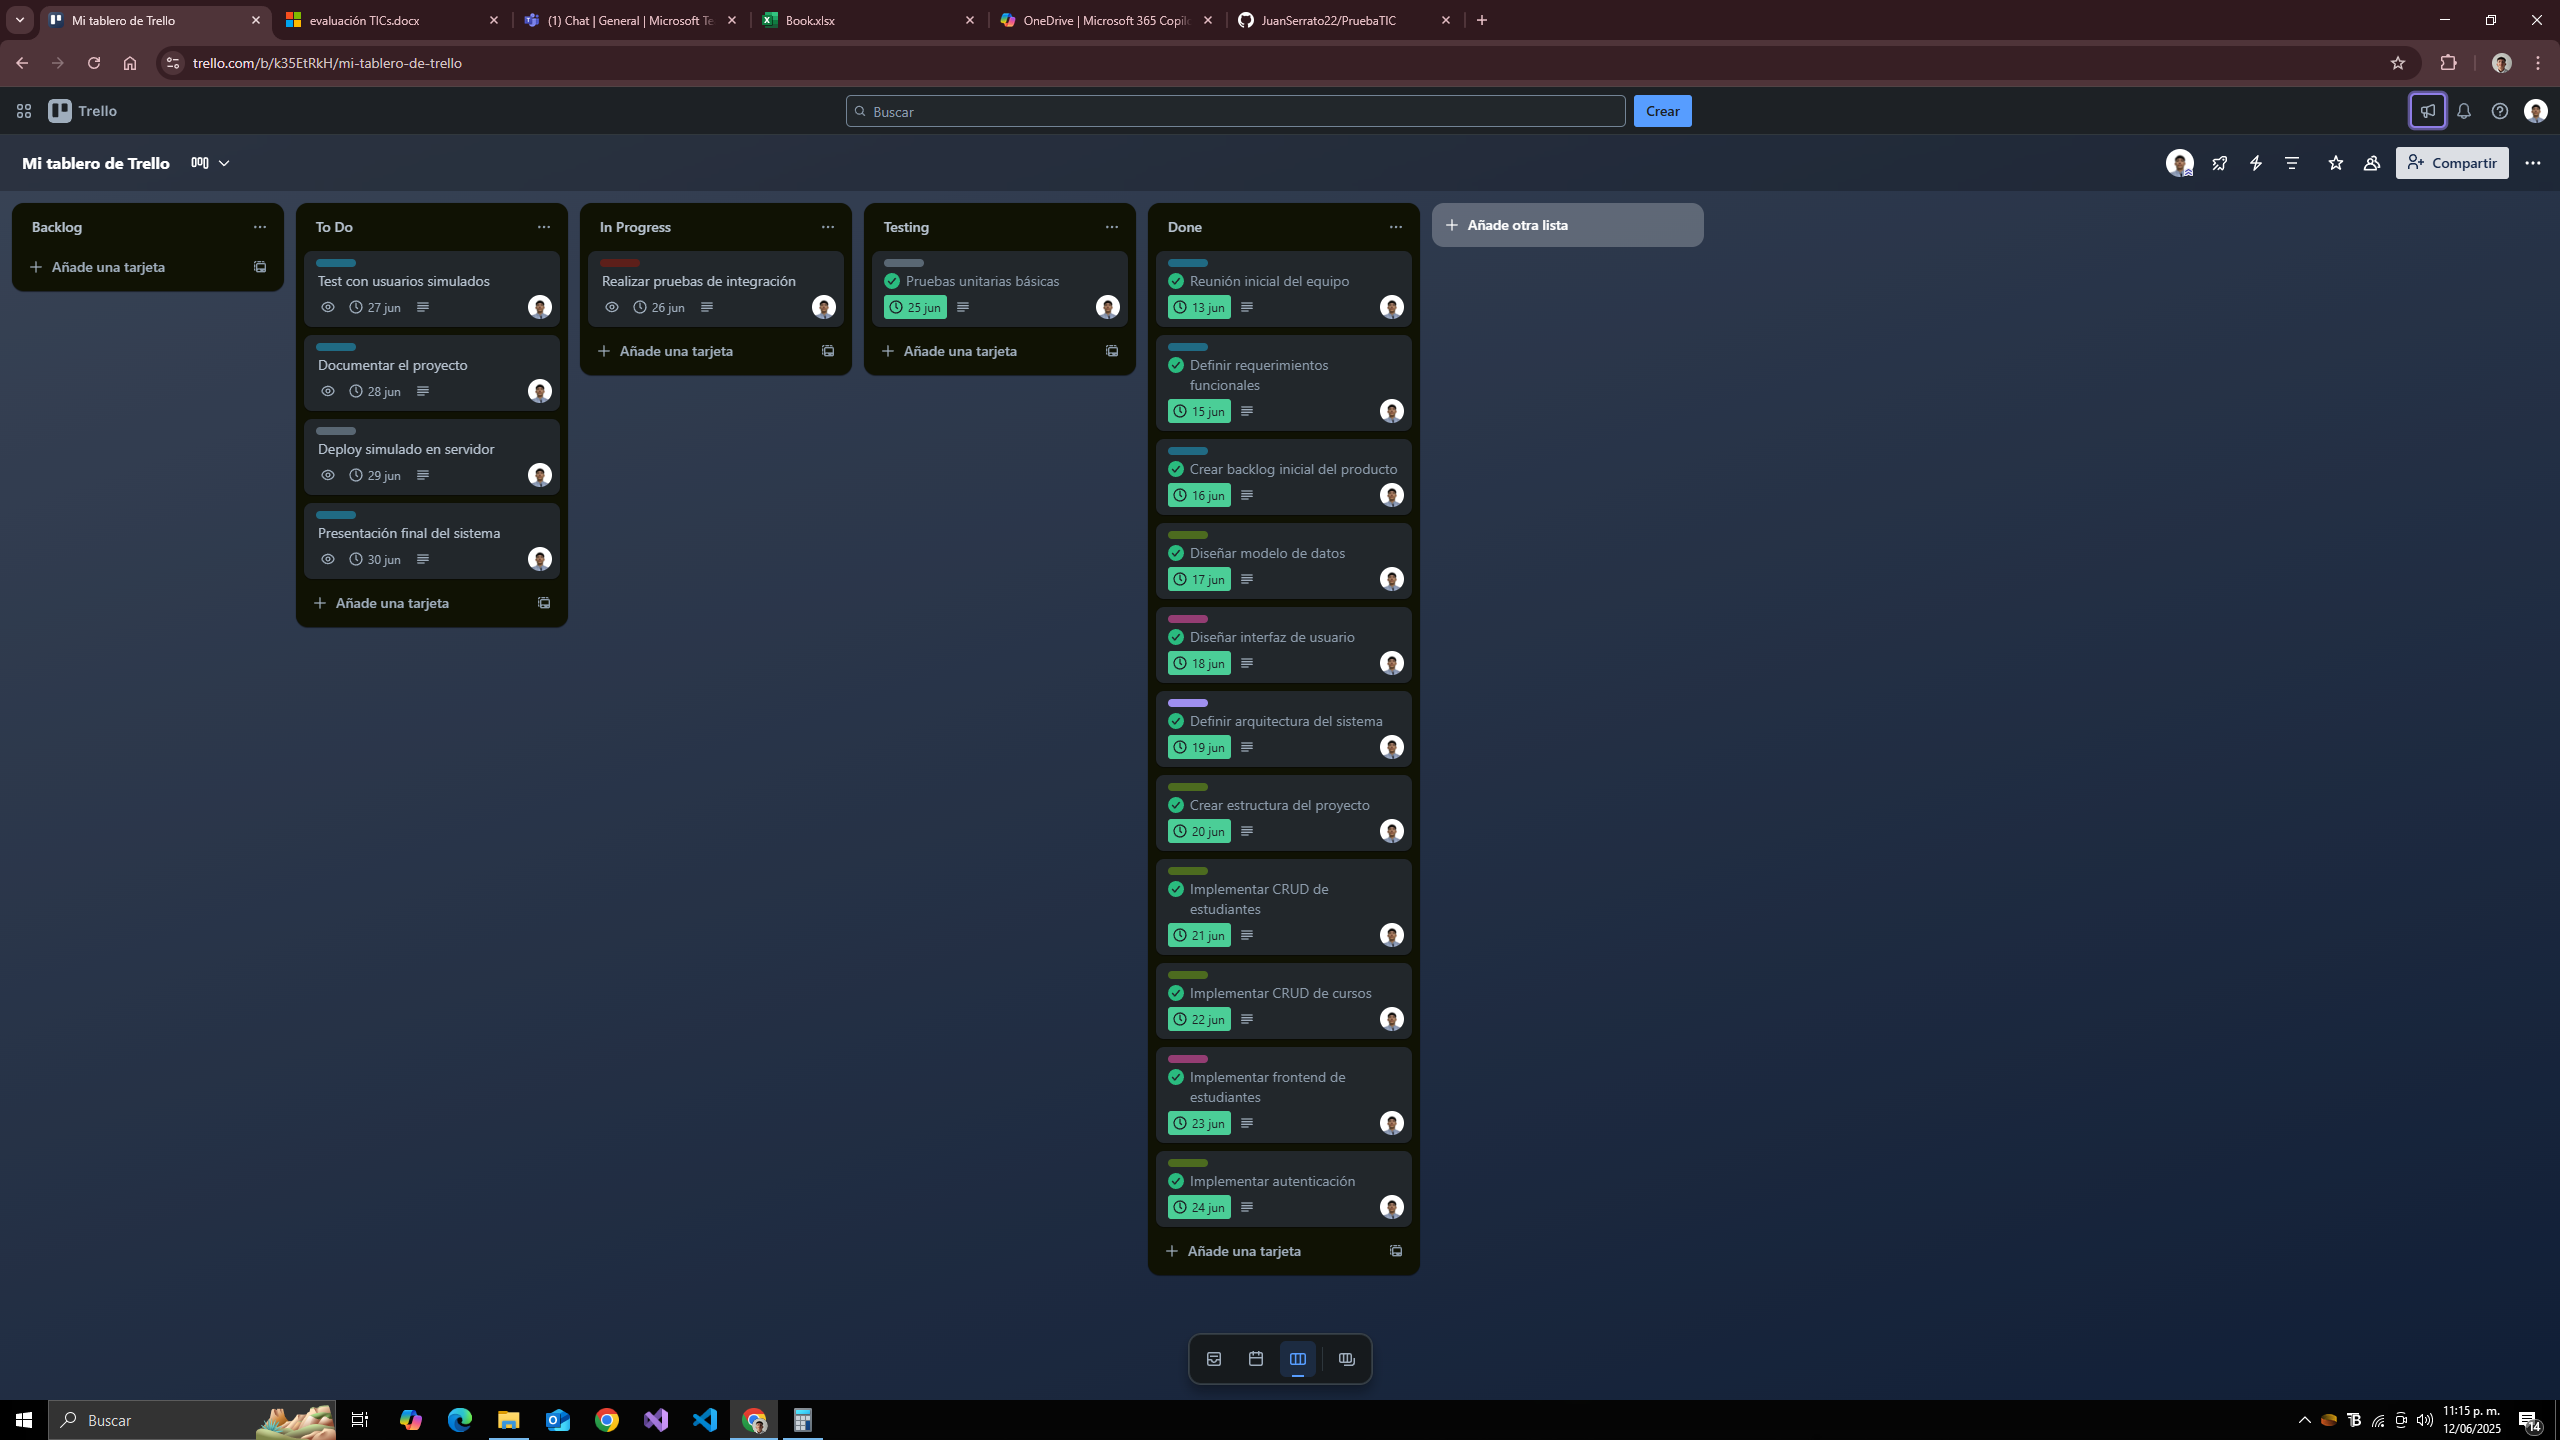 Mi tablero de Trello
evaluación TICs.docx
(1) Chat | General | Microsoft Te
Book.xlsx
OneDrive | Microsoft 365 Copilo
JuanSerrato22/PruebaTIC
trello.com/b/k35EtRkH/mi-tablero-de-trello
Trello
Buscar
Crear
Mi tablero de Trello
Compartir
Backlog
Añade una tarjeta
To Do
Test con usuarios simulados
27 jun
Documentar el proyecto
28 jun
Deploy simulado en servidor
29 jun
Presentación final del sistema
30 jun
Añade una tarjeta
In Progress
Realizar pruebas de integración
26 jun
Añade una tarjeta
Testing
Pruebas unitarias básicas
25 jun
Añade una tarjeta
Done
Reunión inicial del equipo
13 jun
Definir requerimientos
funcionales
15 jun
Crear backlog inicial del producto
16 jun
Diseñar modelo de datos
17 jun
Diseñar interfaz de usuario
18 jun
Definir arquitectura del sistema
19 jun
Crear estructura del proyecto
20 jun
Implementar CRUD de
estudiantes
21 jun
Implementar CRUD de cursos
22 jun
Implementar frontend de
estudiantes
23 jun
Implementar autenticación
24 jun
Añade una tarjeta
Añade otra lista
Buscar
11:15 p. m.
12/06/2025
14